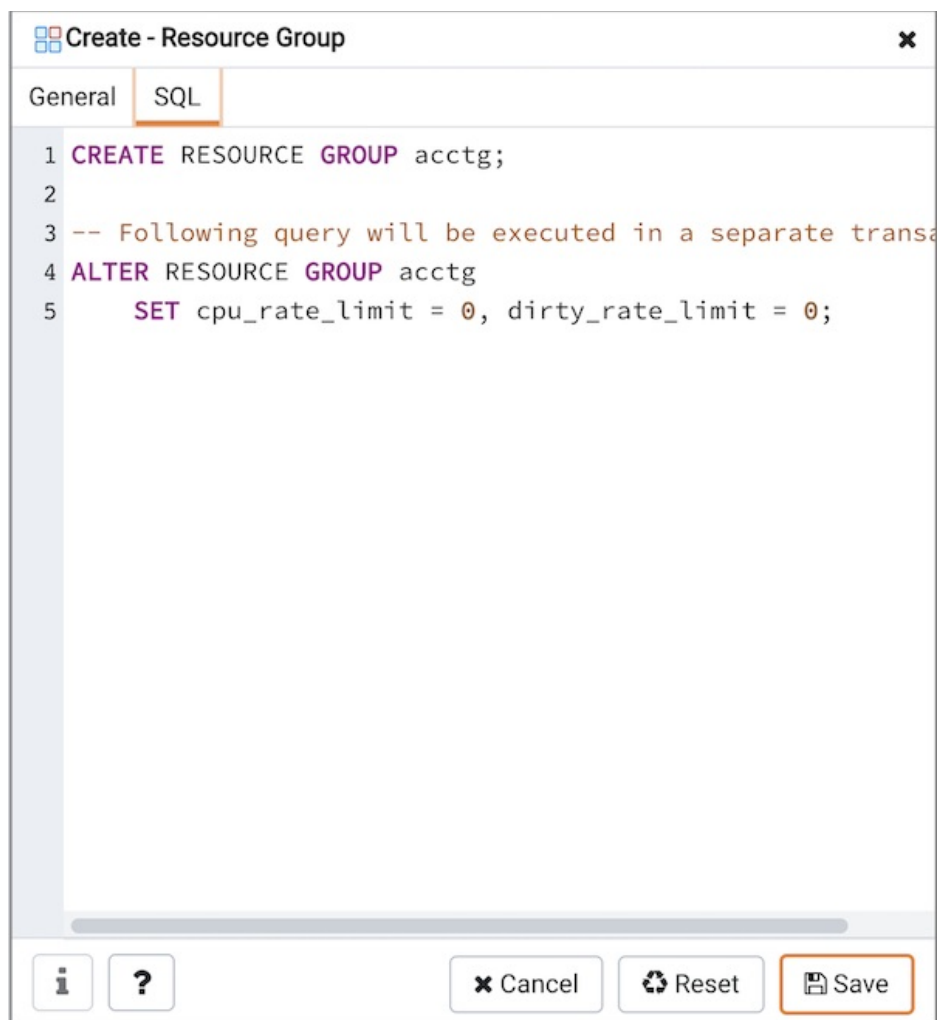 Create - Resource Group
General SQL
1 CREATE RESOURCE GROUP acctg;
2
3 -- Following query will be executed in a separate
4 ALTER RESOURCE GROUP acctg
5 SET cpu_rate_limit = 0, dirty_rate_limit = 0;
i ? Cancel Reset Save